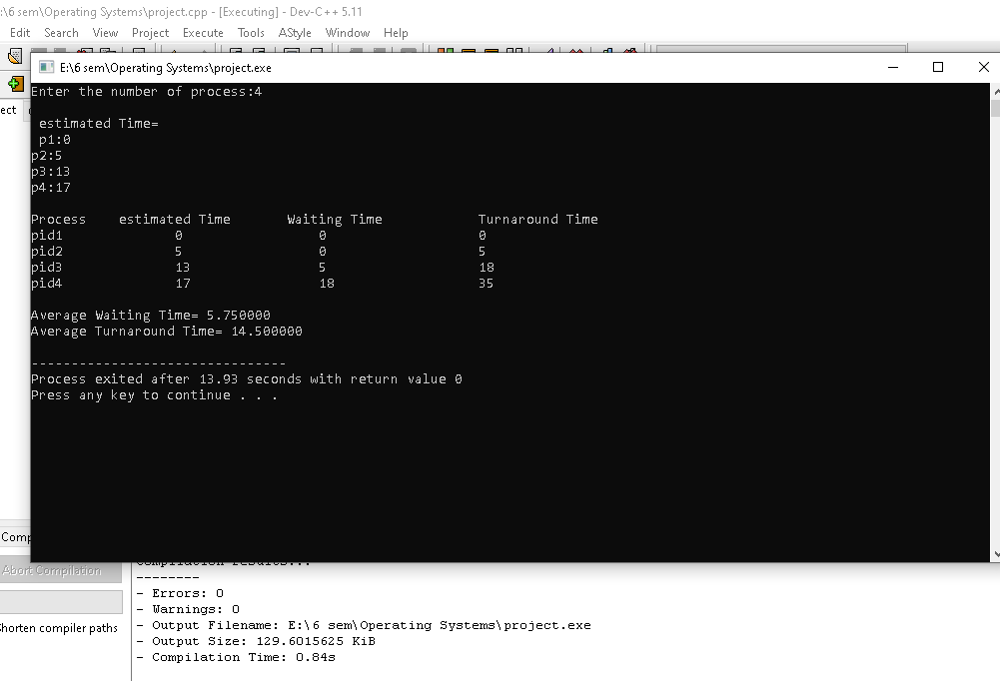 :\6 sem\Operating Systems\project.cpp - [Executing] - Dev-C++ 5.11
Edit Search View Project Execute Tools AStyle Window Help
E:\6 sem\Operating Systems\project.exe
ect
Enter the number of process:4
estimated Time=
p1:0
p2:5
p3:13
p4:17
Process estimated Time Waiting Time Turnaround Time
pid1 0 0 0
pid2 5 0 5
pid3 13 5 18
pid4 17 18 35
Average Waiting Time= 5.750000
Average Turnaround Time= 14.500000
--------------------------------
Process exited after 13.93 seconds with return value 0
Press any key to continue . . .
Comp
Abort Compilation
Shorten compiler paths
Compilation results...
--------
- Errors: 0
- Warnings: 0
- Output Filename: E:\6 sem\Operating Systems\project.exe
- Output Size: 129.6015625 KiB
- Compilation Time: 0.84s